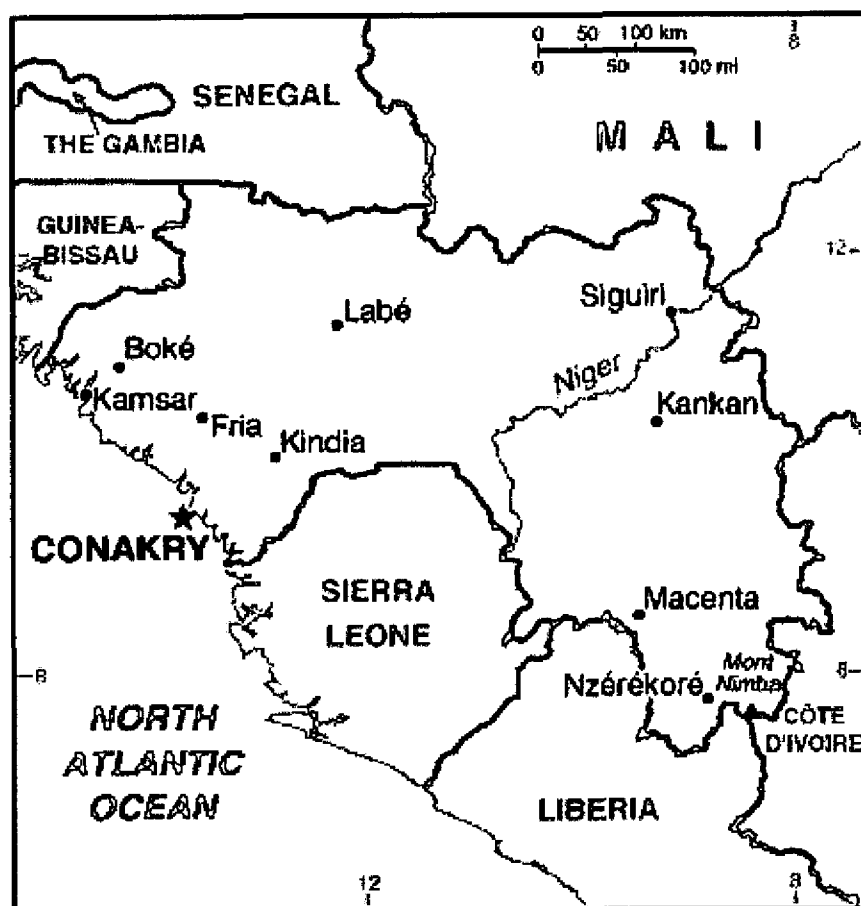 0 50 100 km
0 50 100 mi
8
SENEGAL
THE GAMBIA
MALI
GUINEA-
BISSAU
12
Siguiri
Labé
Boké
Niger
Kamsar
Kankan
Fria
Kindia
CONAKRY
SIERRA
LEONE
Macenta
8
Mont
Nimba
8
Nzérékoré
NORTH
ATLANTIC
OCEAN
CÔTE
D'IVOIRE
LIBERIA
12
8